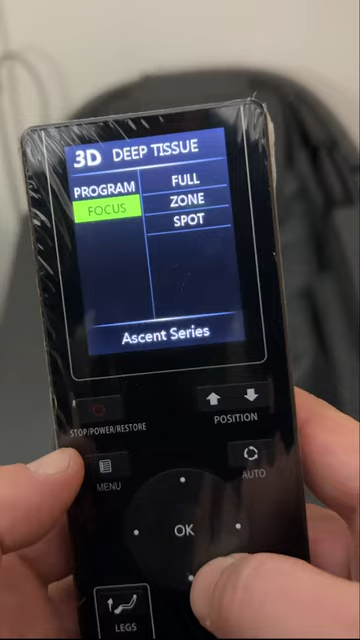 3D DEEP TISSUE
PROGRAM
FOCUS
FULL
ZONE
SPOT
Ascent Series
STOP/POWER/RESTORE
POSITION
MENU
AUTO
OK
LEGS